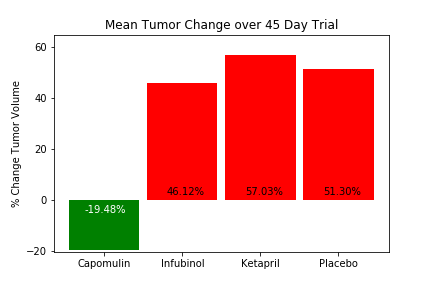 Mean Tumor Change over 45 Day Trial
% Change Tumor Volume
60
40
20
0
−20
-19.48%
46.12%
57.03%
51.30%
Capomulin
Infubinol
Ketapril
Placebo